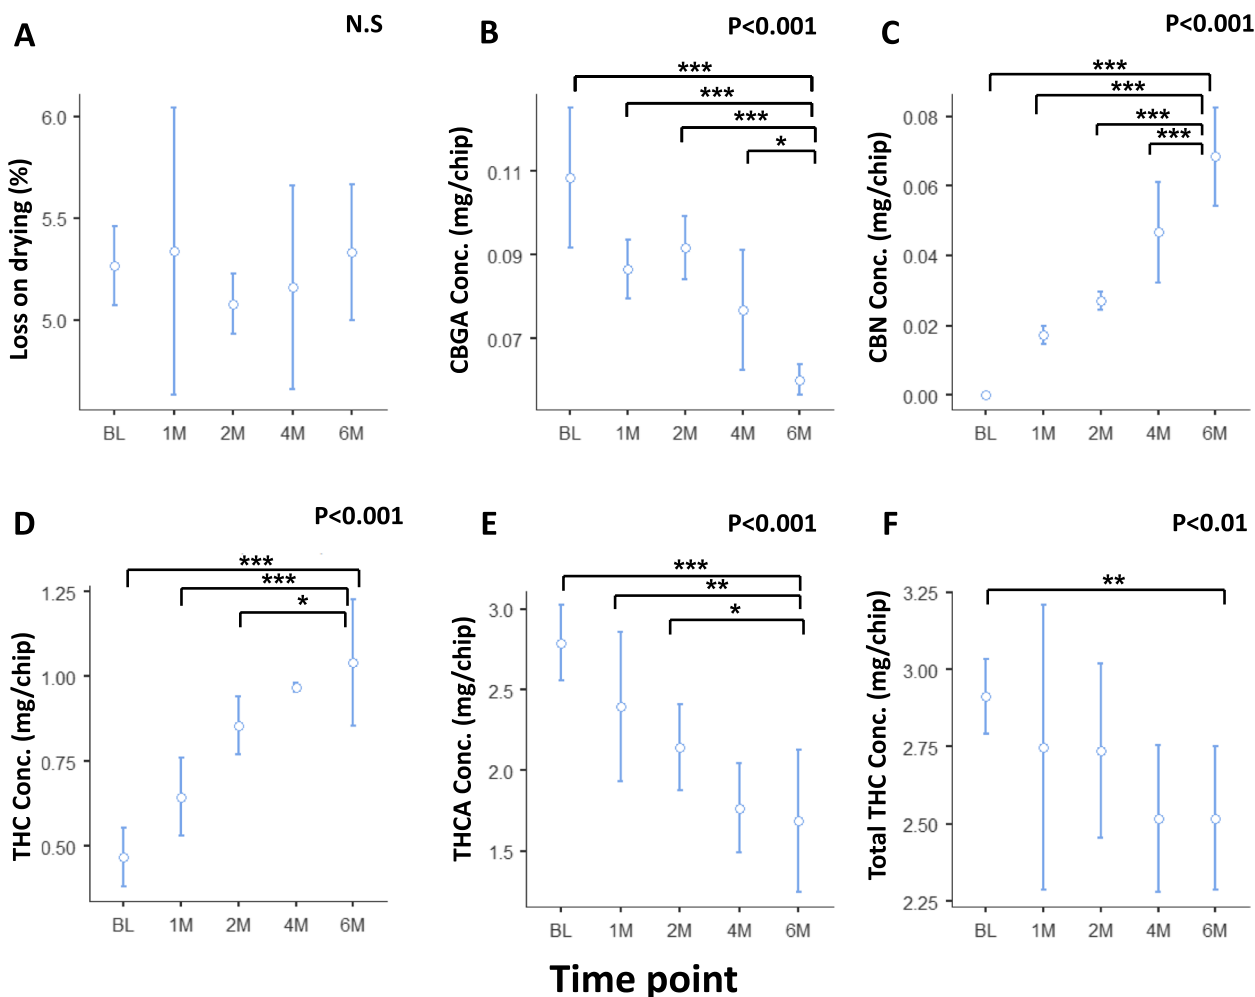 A
N.S
Loss on drying (%)
6.0
5.5
5.0
BL 1M 2M 4M 6M
B
P<0.001
***
***
***
*
CBGA Conc. (mg/chip)
0.11
0.09
0.07
BL 1M 2M 4M 6M
C
P<0.001
***
***
***
***
CBN Conc. (mg/chip)
0.08
0.06
0.04
0.02
0.00
BL 1M 2M 4M 6M
D
P<0.001
***
***
*
THC Conc. (mg/chip)
1.25
1.00
0.75
0.50
BL 1M 2M 4M 6M
E
P<0.001
***
**
*
THCA Conc. (mg/chip)
3.0
2.5
2.0
1.5
BL 1M 2M 4M 6M
F
P<0.01
**
Total THC Conc. (mg/chip)
3.25
3.00
2.75
2.50
2.25
BL 1M 2M 4M 6M
Time point